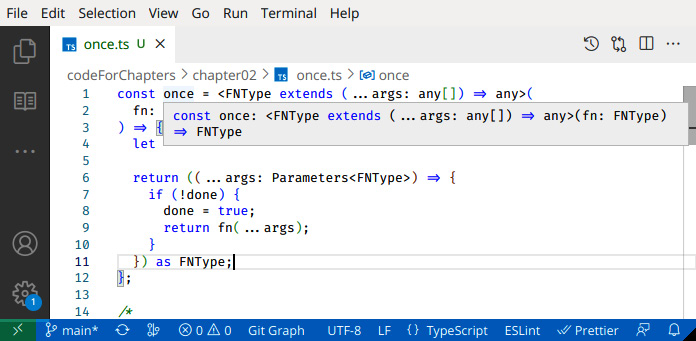 File Edit Selection View Go Run Terminal Help
TS once.ts U
codeForChapters > chapter02 > TS once.ts > once
1 const once = <FNType extends (...args: any[]) => any>(
2 fn:
const once: <FNType extends (...args: any[]) => any>(fn: FNType)
3 ) => {
=> FNType
4 let
5
6 return ((...args: Parameters<FNType>) => {
7 if (!done) {
8 done = true;
9 return fn(...args);
10 }
11 }) as FNType;
12 };
13
14 /*
1
main* 0 0 Git Graph UTF-8 LF {} TypeScript ESLint Prettier